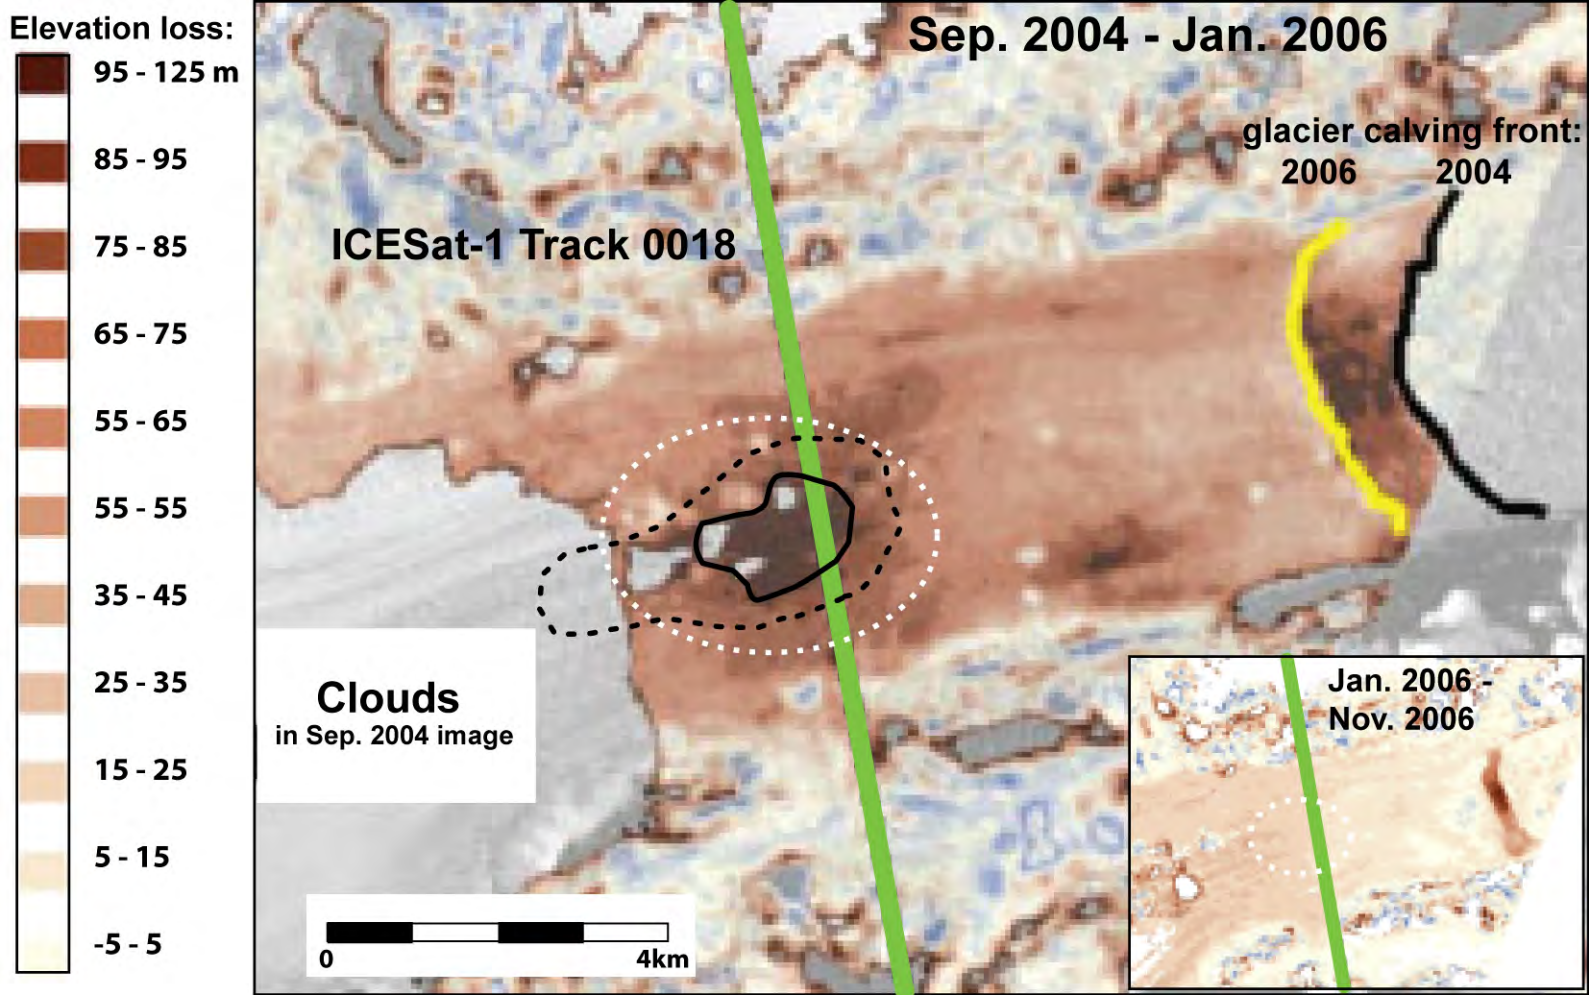 Elevation loss:
95 - 125 m
85 - 95
75 - 85
65 - 75
55 - 65
55 - 55
35 - 45
25 - 35
15 - 25
5 - 15
-5 - 5
Sep. 2004 - Jan. 2006
glacier calving front:
2006 2004
ICESat-1 Track 0018
Clouds
in Sep. 2004 image
0 4km
Jan. 2006 -
Nov. 2006